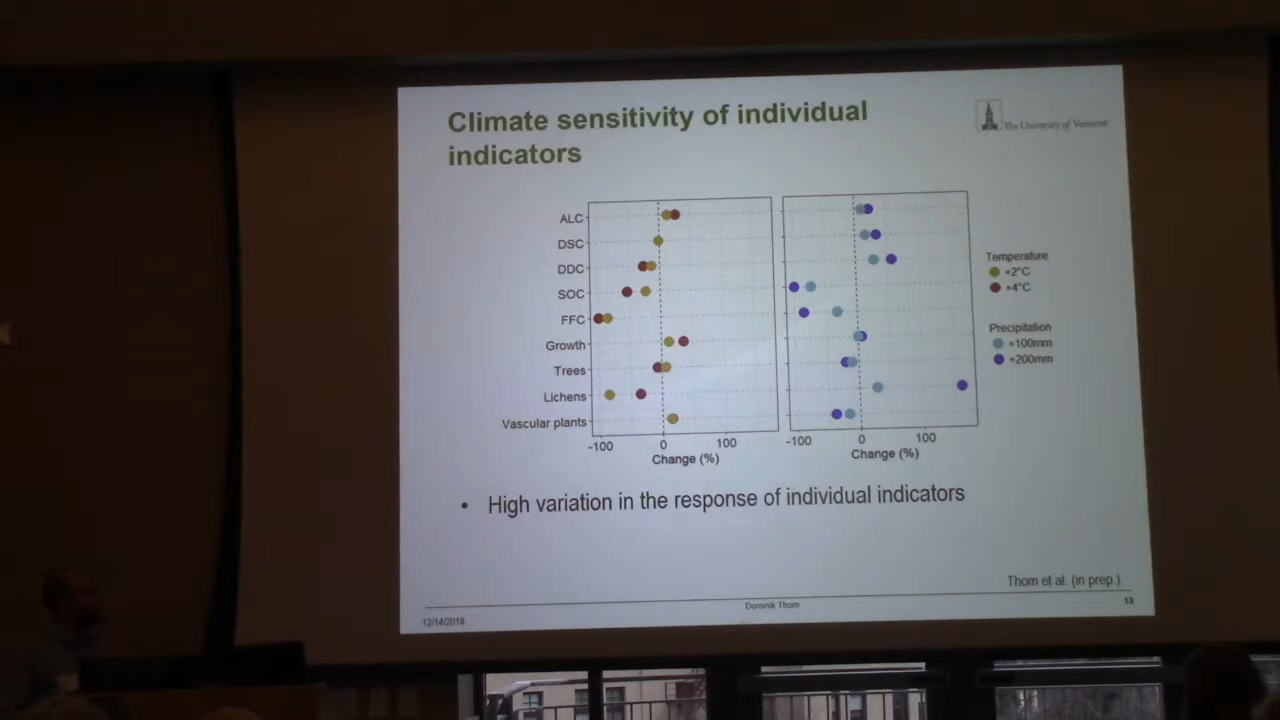 Climate sensitivity of individual
indicators
The University of Vermont
ALC
DSC
DDC
SOC
FFC
Growth
Trees
Lichens
Vascular plants
-100 0 100
Change (%)
-100 0 100
Change (%)
Temperature
+2°C
+4°C
Precipitation
+100mm
+200mm
• High variation in the response of individual indicators
Thom et al. (in prep.)
12/14/2018
Dominik Thom
13